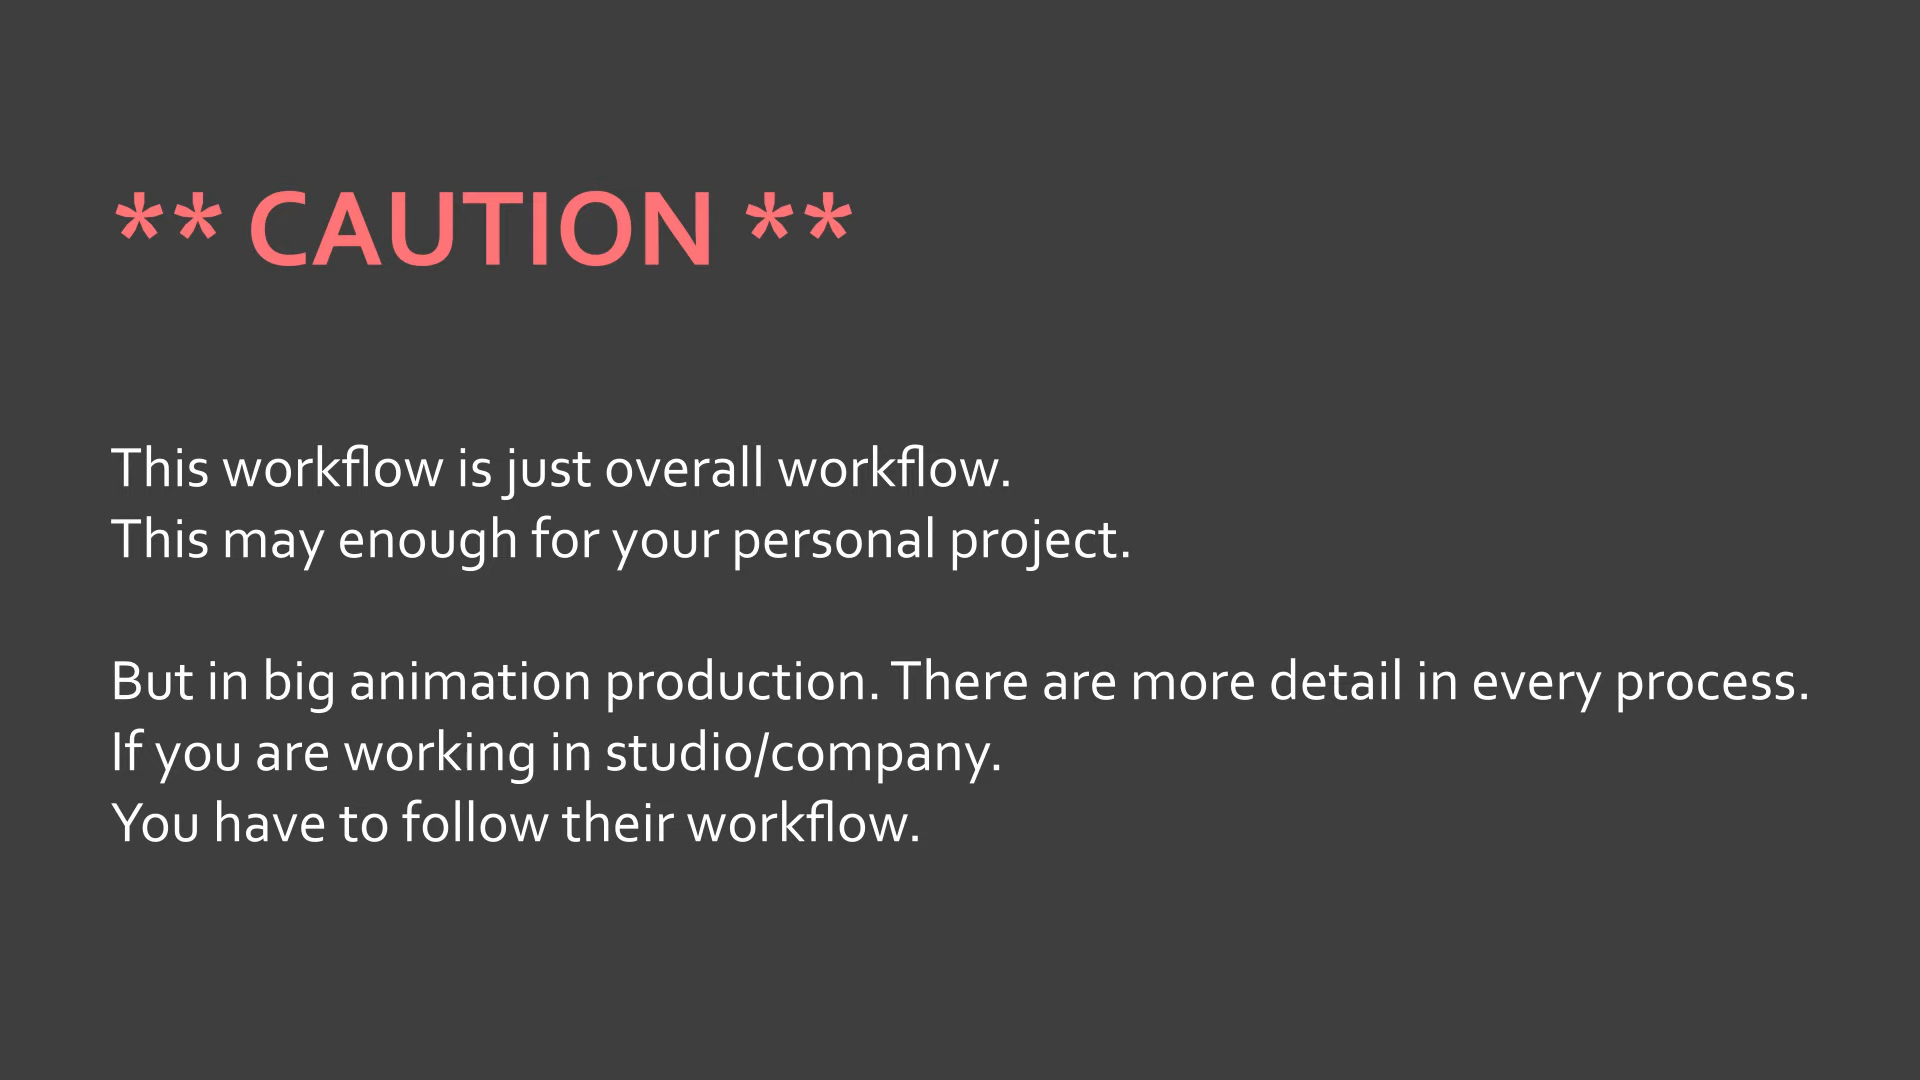 ** CAUTION **
This workflow is just overall workflow.
This may enough for your personal project.
But in big animation production. There are more detail in every process.
If you are working in studio/company.
You have to follow their workflow.